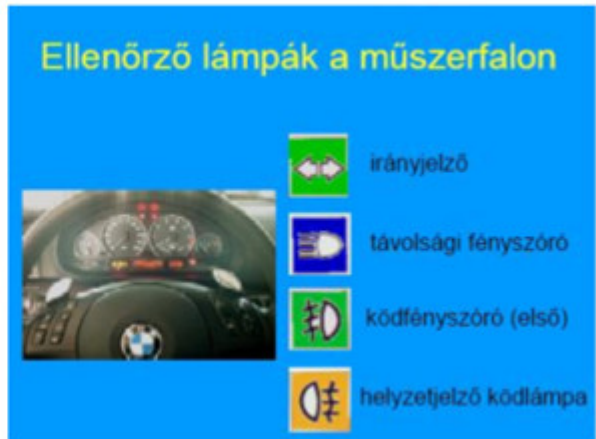 Ellenőrző lámpák a műszerfalon
irányjelző
távolsági fényszóró
ködfényszóró (első)
helyzetjelző ködlámpa